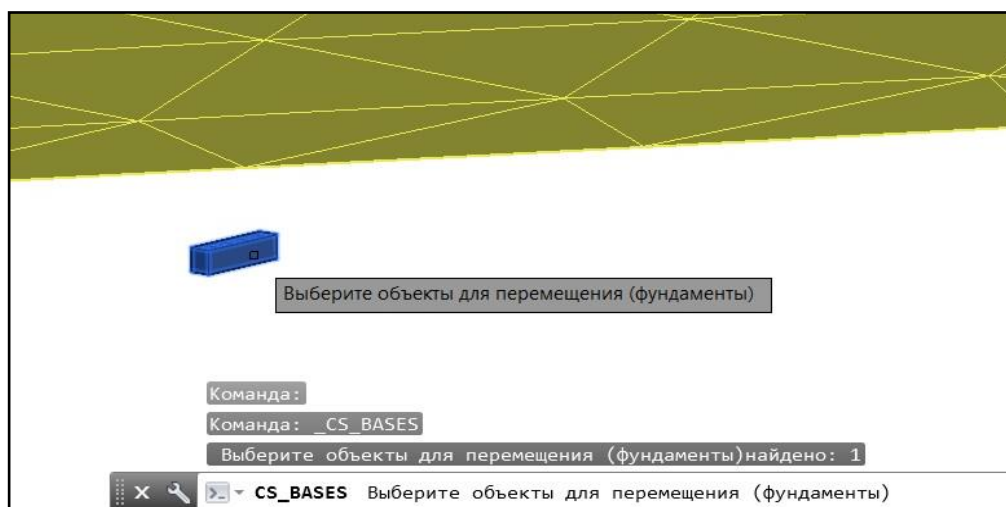 Выберите объекты для перемещения (фундаменты)
Команда:
Команда: _CS_BASES
Выберите объекты для перемещения (фундаменты)найдено: 1
CS_BASES Выберите объекты для перемещения (фундаменты)